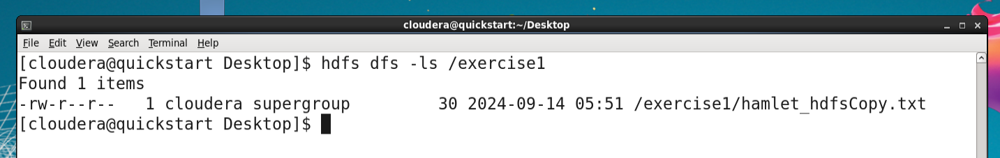 cloudera@quickstart:~/Desktop
File Edit View Search Terminal Help
[cloudera@quickstart Desktop]$ hdfs dfs -ls /exercise1
Found 1 items
-rw-r--r--   1 cloudera supergroup         30 2024-09-14 05:51 /exercise1/hamlet_hdfsCopy.txt
[cloudera@quickstart Desktop]$